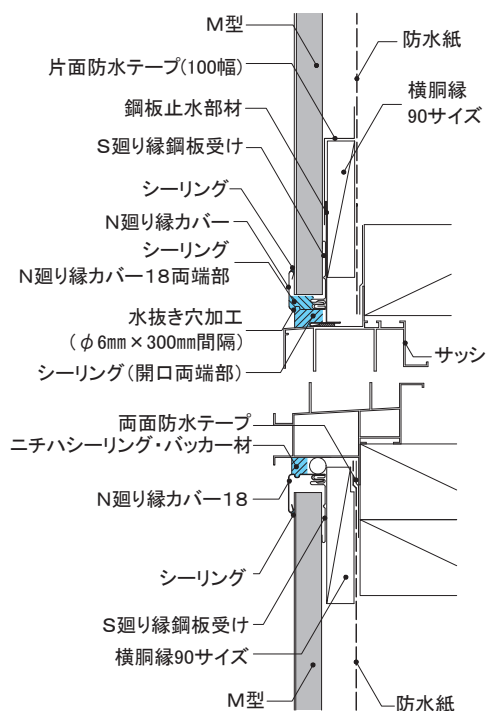 M型
防水紙
片面防水テープ(100幅)
横胴縁
90サイズ
鋼板止水部材
S廻り縁鋼板受け
シーリング
N廻り縁カバー
シーリング
N廻り縁カバー18両端部
水抜き穴加工
(φ6mm×300mm間隔)
シーリング(開口両端部)
サッシ
両面防水テープ
ニチハシーリング・バッカー材
N廻り縁カバー18
シーリング
S廻り縁鋼板受け
横胴縁90サイズ
M型
防水紙